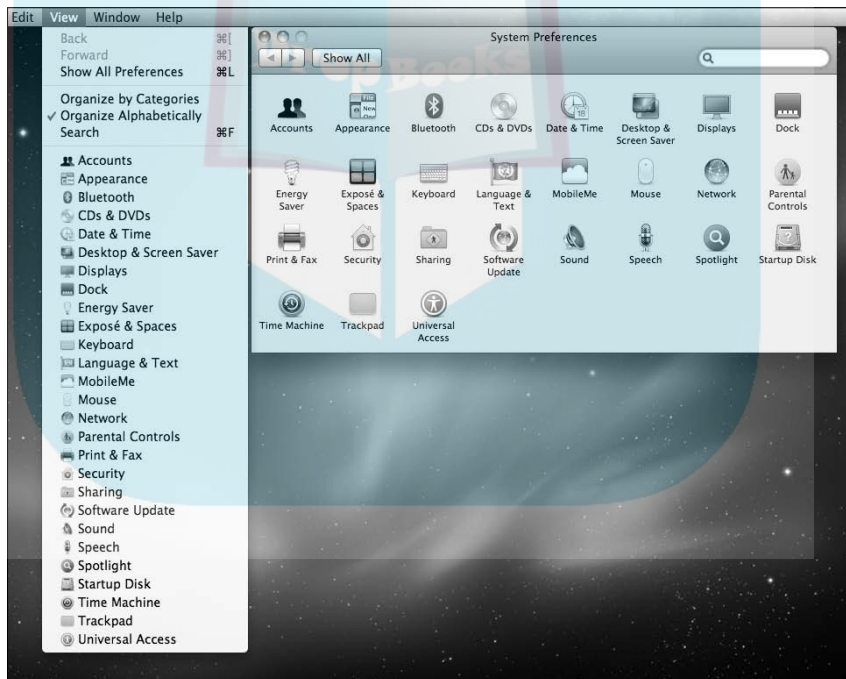 Edit View Window Help
Back ⌘[
Forward ⌘]
Show All Preferences ⌘L
Organize by Categories
✓ Organize Alphabetically
Search ⌘F
Accounts
Appearance
Bluetooth
CDs & DVDs
Date & Time
Desktop & Screen Saver
Displays
Dock
Energy Saver
Exposé & Spaces
Keyboard
Language & Text
MobileMe
Mouse
Network
Parental Controls
Print & Fax
Security
Sharing
Software Update
Sound
Speech
Spotlight
Startup Disk
Time Machine
Trackpad
Universal Access
System Preferences
Show All
Top Books
Accounts Appearance Bluetooth CDs & DVDs Date & Time Desktop & Screen Saver Displays Dock
Energy Saver Exposé & Spaces Keyboard Language & Text MobileMe Mouse Network Parental Controls
Print & Fax Security Sharing Software Update Sound Speech Spotlight Startup Disk
Time Machine Trackpad Universal Access